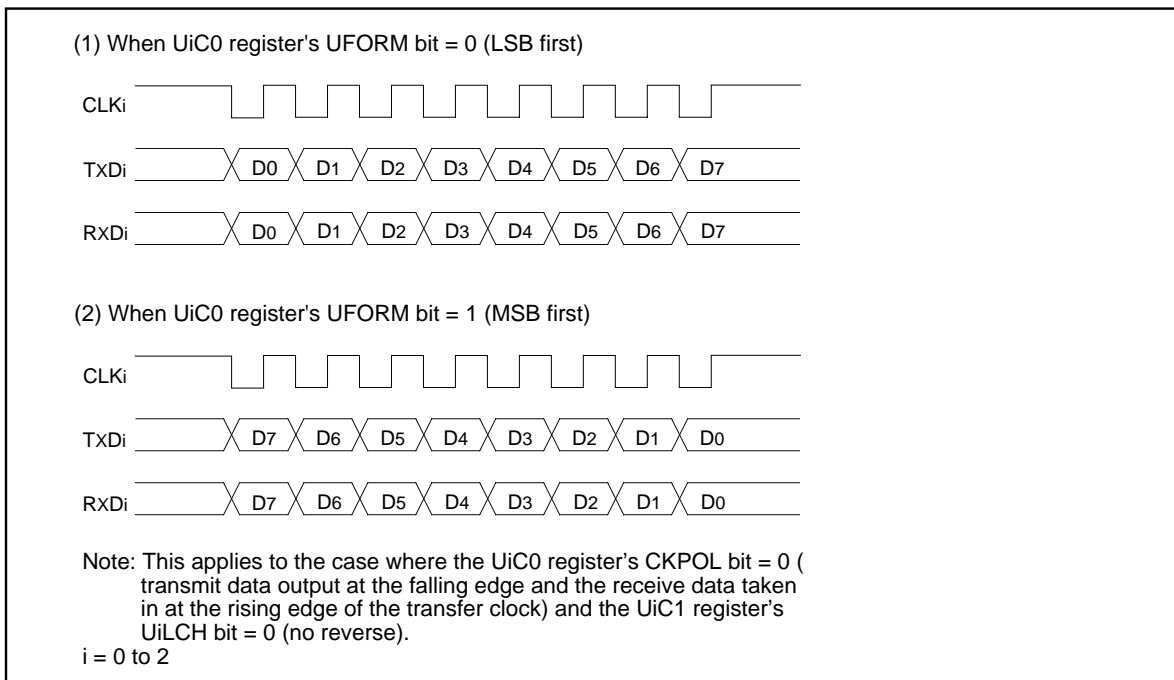 (1) When UiC0 register's UFORM bit = 0 (LSB first)
CLKi
TXDi D0 D1 D2 D3 D4 D5 D6 D7
RXDi D0 D1 D2 D3 D4 D5 D6 D7
(2) When UiC0 register's UFORM bit = 1 (MSB first)
CLKi
TXDi D7 D6 D5 D4 D3 D2 D1 D0
RXDi D7 D6 D5 D4 D3 D2 D1 D0
Note: This applies to the case where the UiC0 register's CKPOL bit = 0 (
transmit data output at the falling edge and the receive data taken
in at the rising edge of the transfer clock) and the UiC1 register's
UiLCH bit = 0 (no reverse).
i = 0 to 2